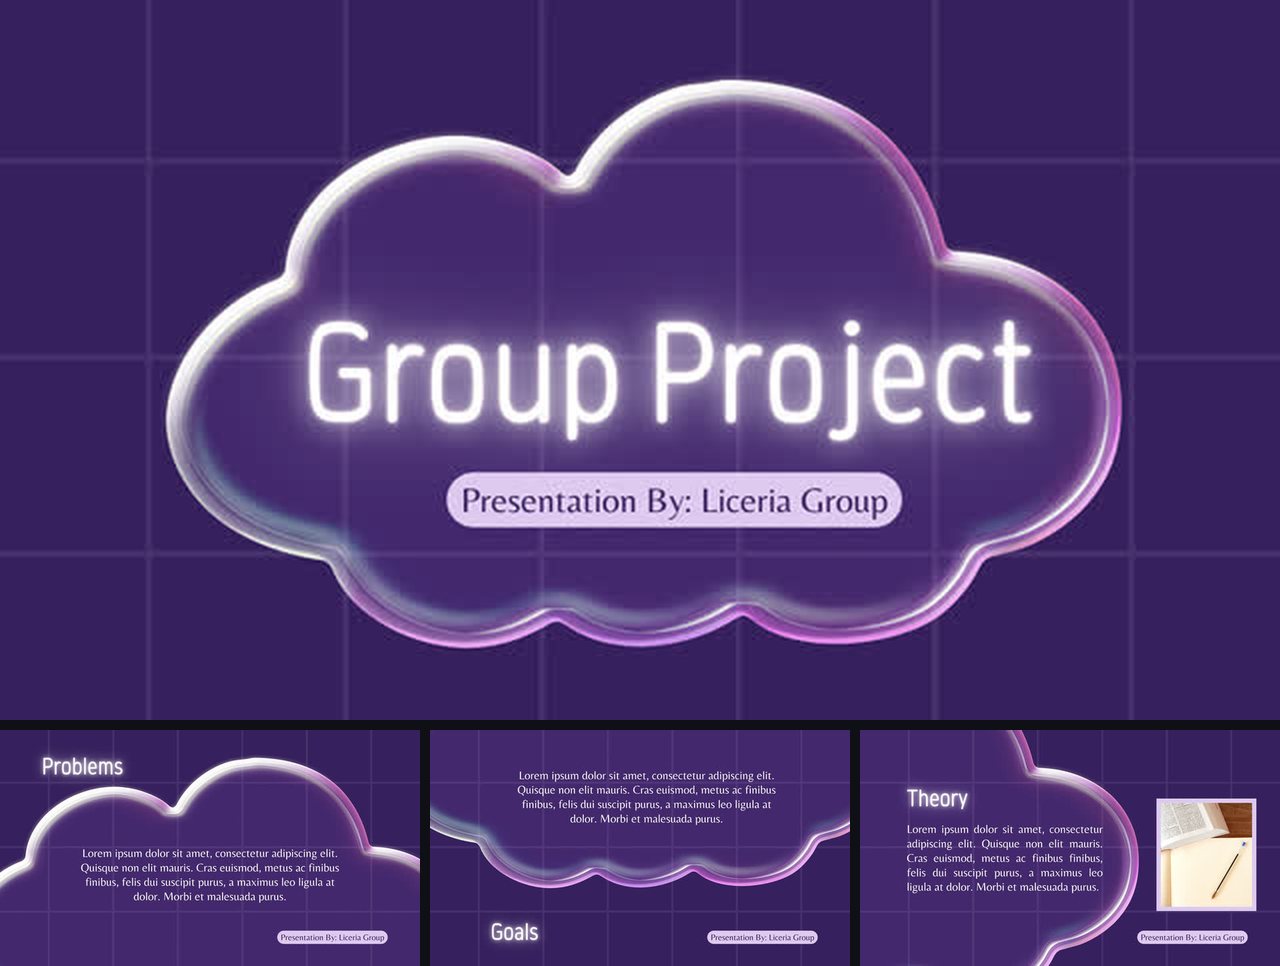 Group Project
Presentation By: Liceria Group
Problems
Lorem ipsum dolor sit amet, consectetur adipiscing elit.
Quisque non elit mauris. Cras euismod, metus ac finibus
finibus, felis dui suscipit purus, a maximus leo ligula at
dolor. Morbi et malesuada purus.
Presentation By: Liceria Group
Lorem ipsum dolor sit amet, consectetur adipiscing elit.
Quisque non elit mauris. Cras euismod, metus ac finibus
finibus, felis dui suscipit purus, a maximus leo ligula at
dolor. Morbi et malesuada purus.
Goals
Presentation By: Liceria Group
Theory
Lorem ipsum dolor sit amet, consectetur
adipiscing elit. Quisque non elit mauris.
Cras euismod, metus ac finibus finibus,
felis dui suscipit purus, a maximus leo
ligula at dolor. Morbi et malesuada purus.
Presentation By: Liceria Group